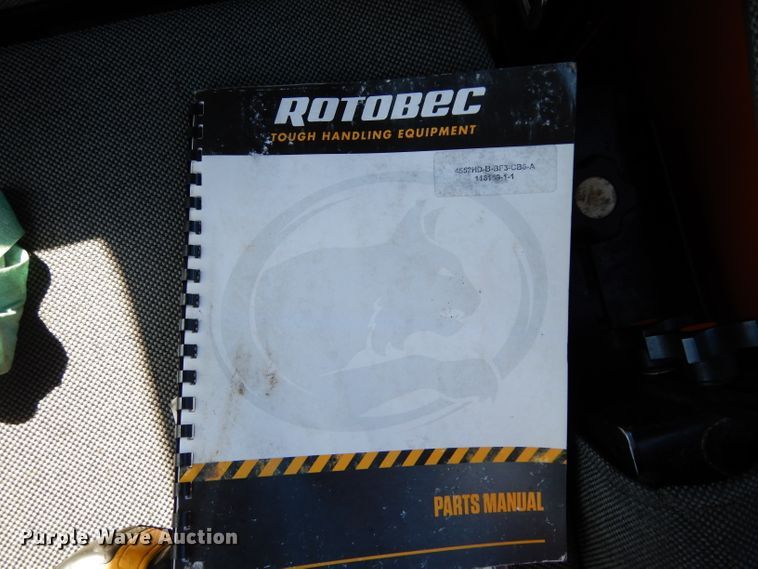 ROTOBEC
TOUGH HANDLING EQUIPMENT
PARTS MANUAL
Purple Wave Auction